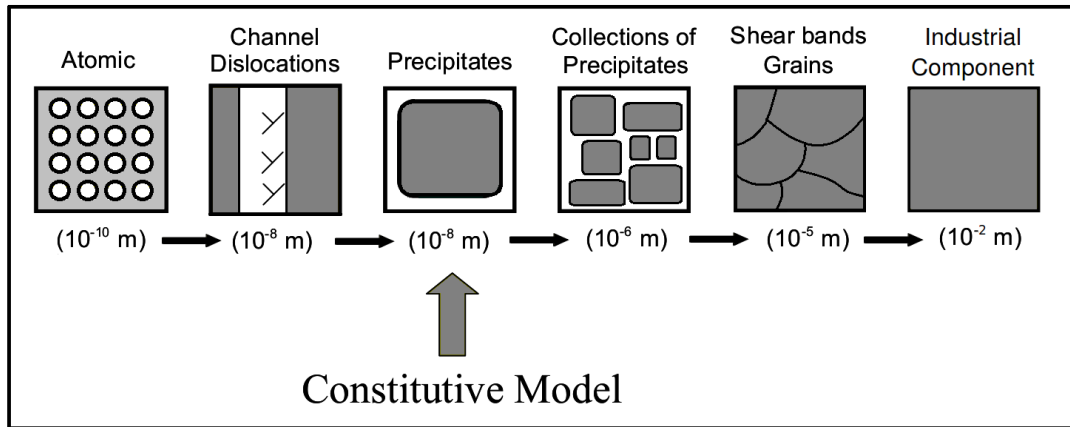 Atomic
Channel
Dislocations
Precipitates
Collections of
Precipitates
Shear bands
Grains
Industrial
Component
(10⁻¹⁰ m)
(10⁻⁸ m)
(10⁻⁸ m)
(10⁻⁶ m)
(10⁻⁵ m)
(10⁻² m)
Constitutive Model